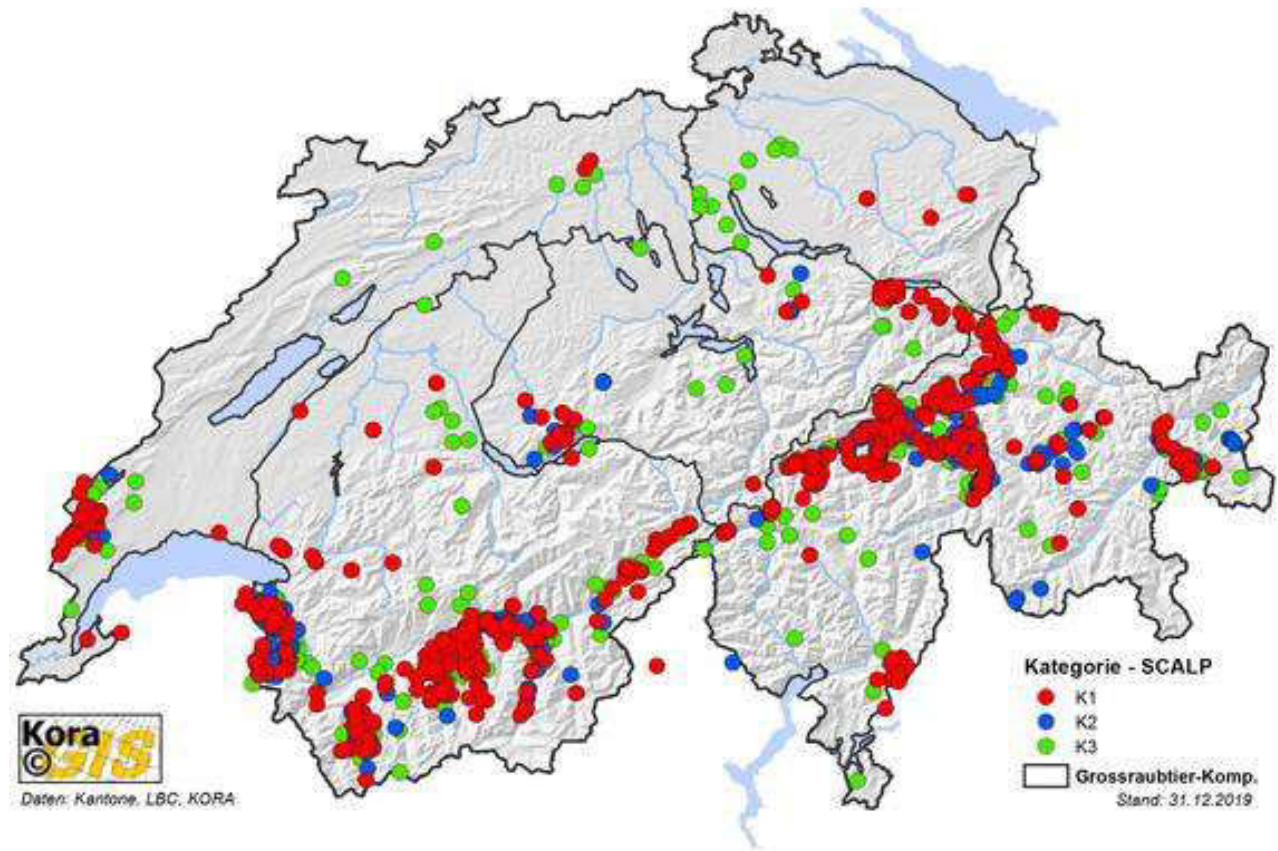 Kategorie - SCALP
K1
K2
K3
Grossraubtier-Komp.
Stand: 31.12.2019
Kora
© GIS
Daten: Kantone, LBC, KORA